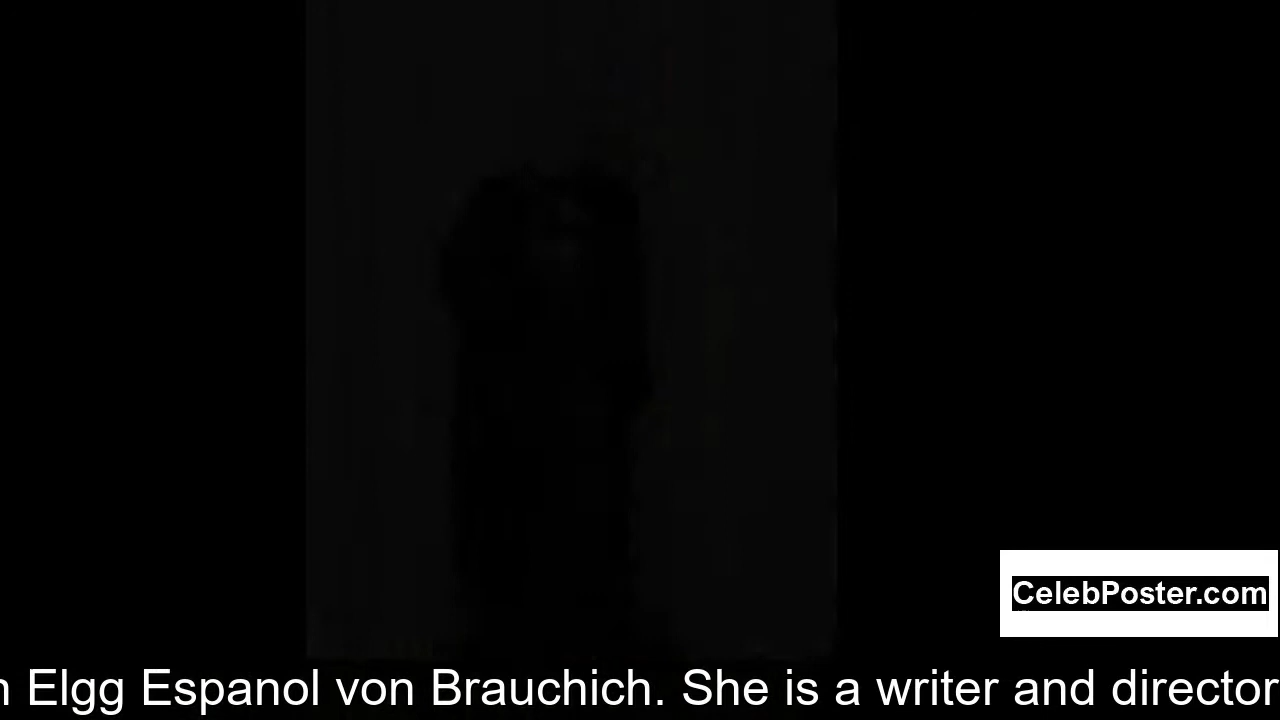 CelebPoster.com
n Elgg Espanol von Brauchich. She is a writer and director